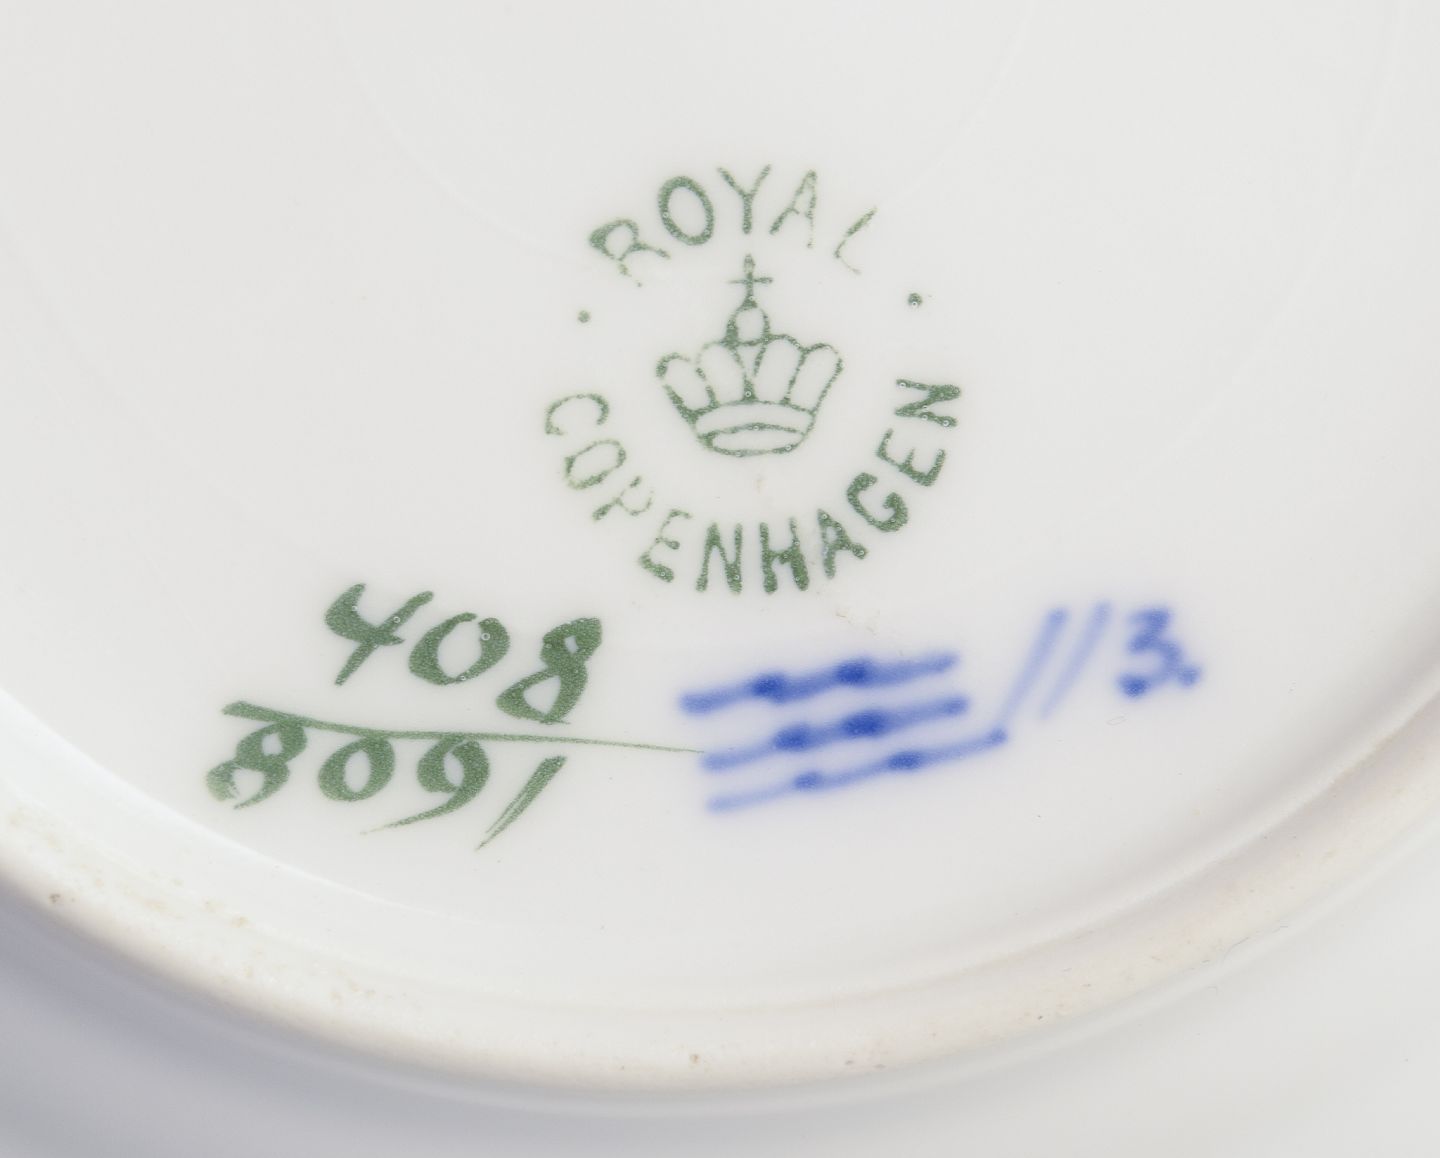 ROYAL
COPENHAGEN
408
8091
//3.